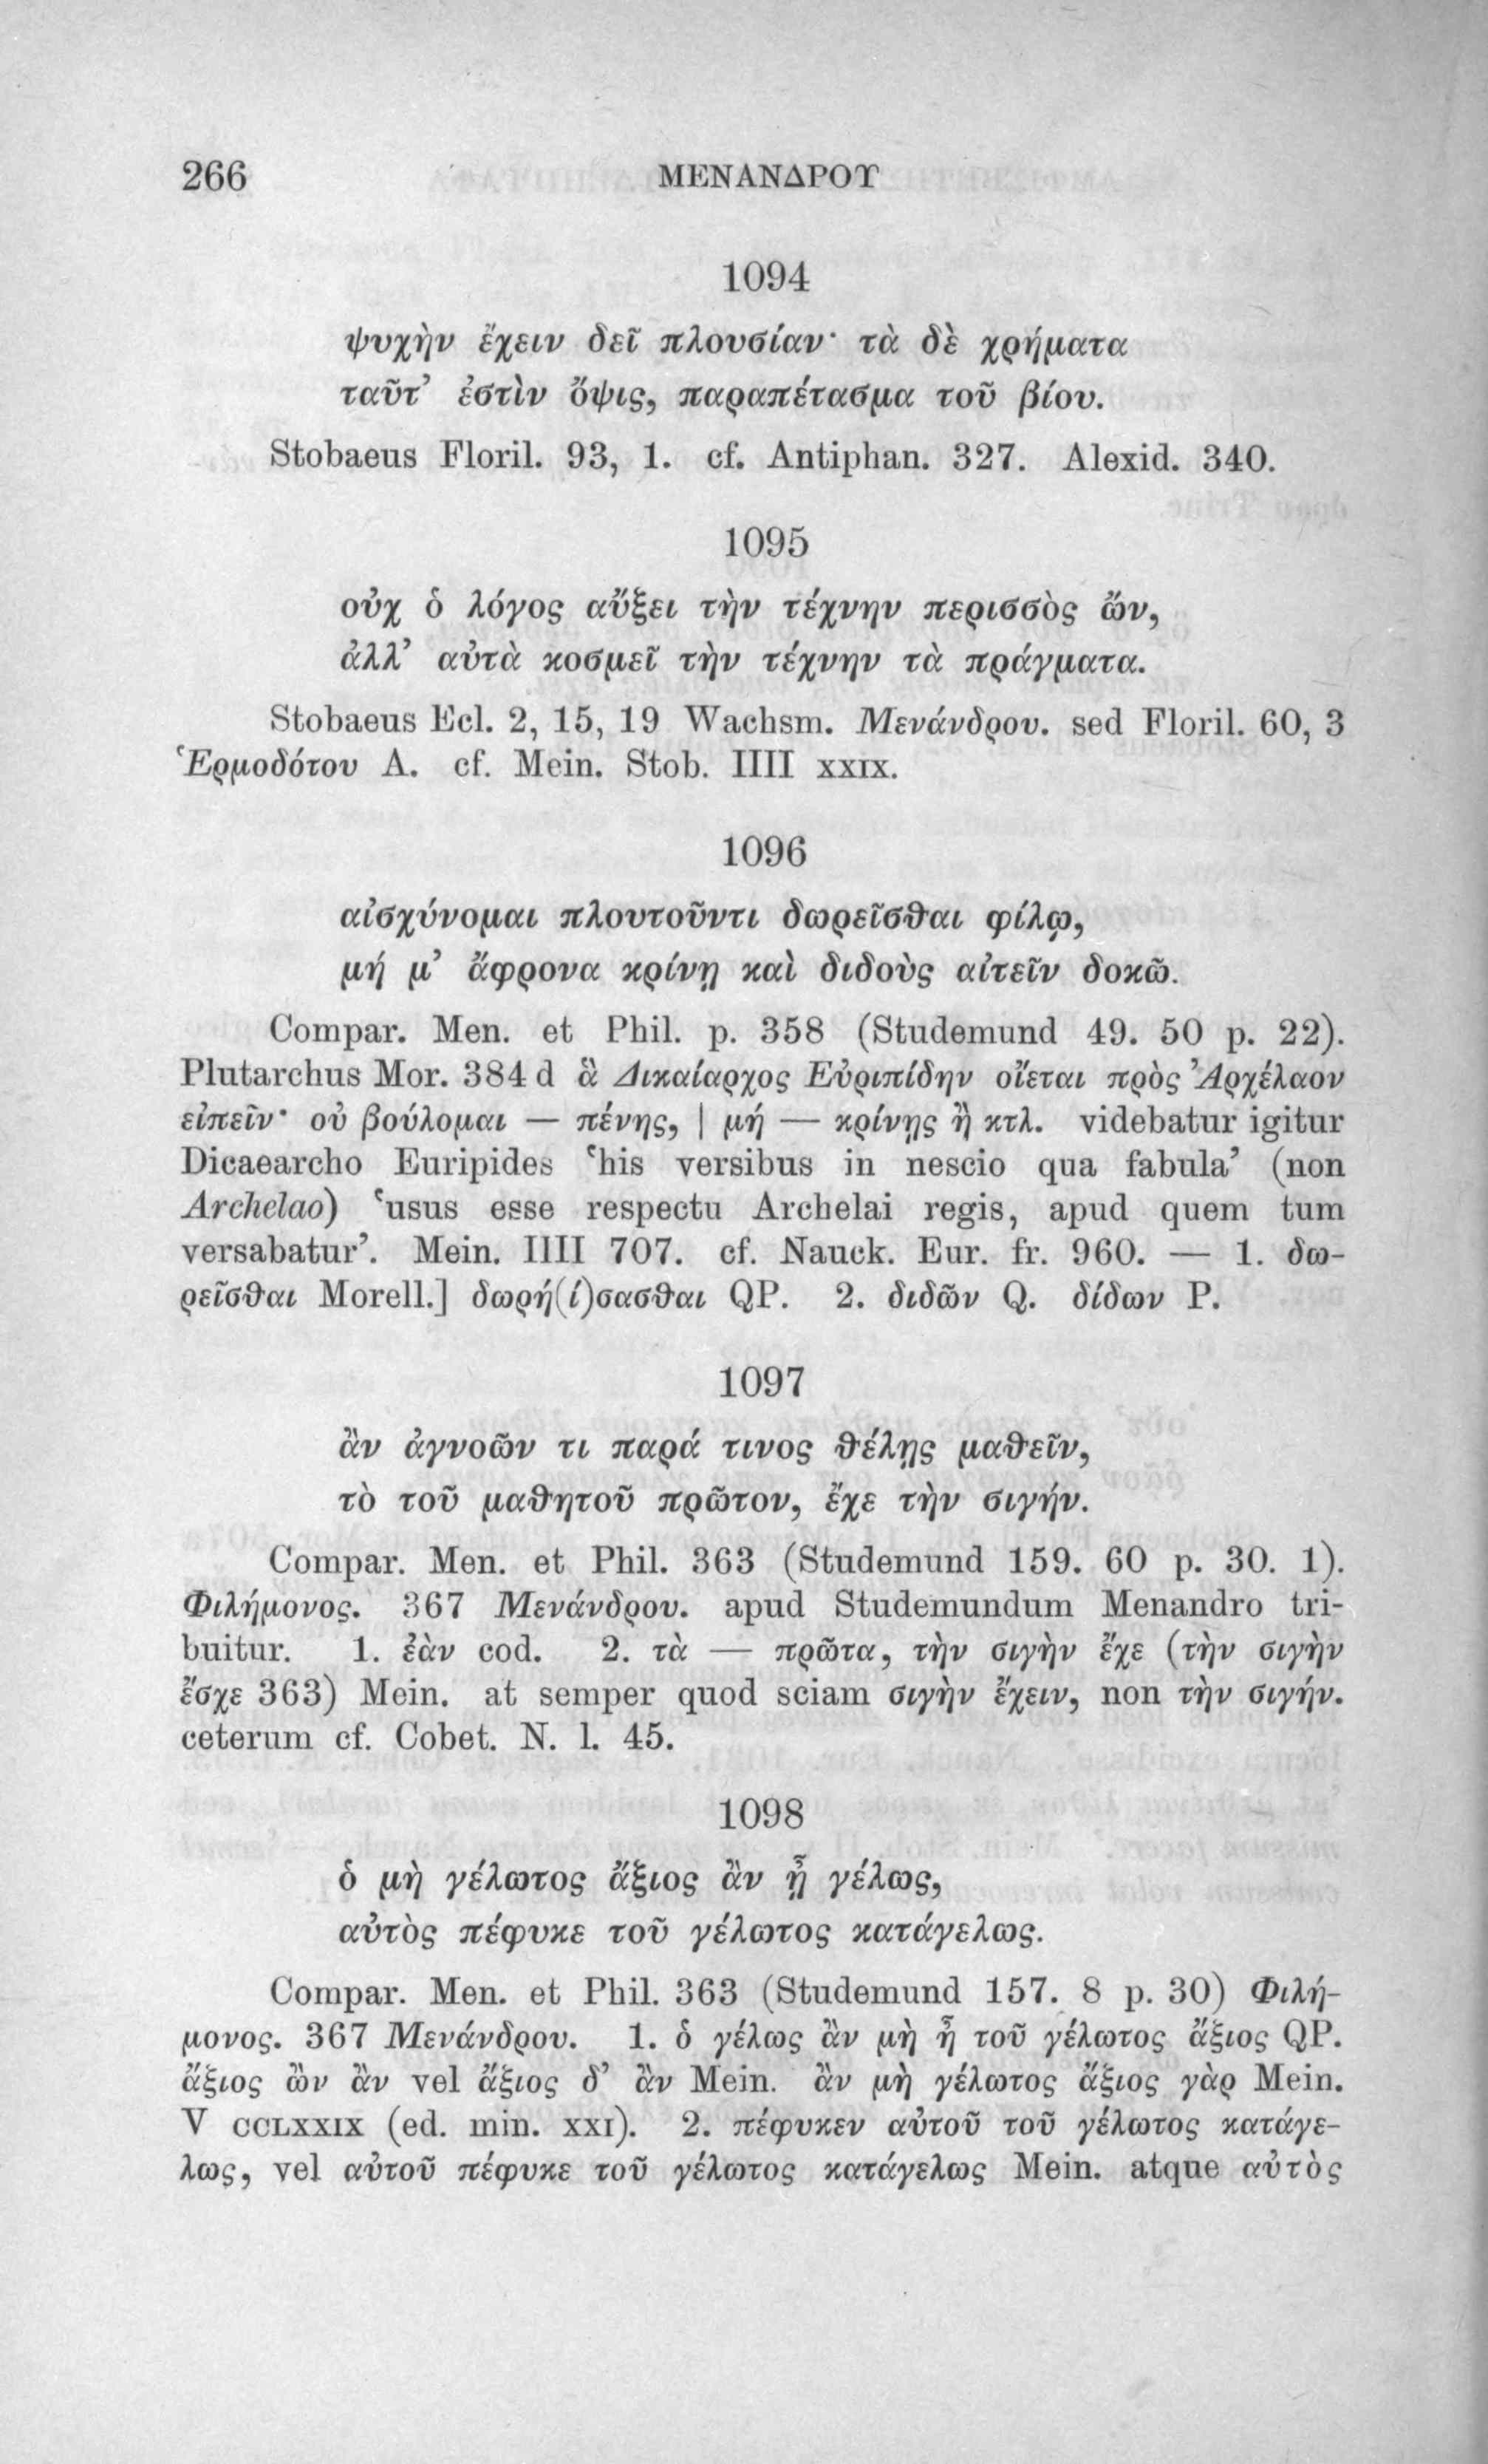 266
ΜΕΝΑΝΔΡΟΥ
1094
ψυχὴν ἔχειν δεῖ πλουσίαν· τὰ δὲ χρήματα
ταῦτ’ ἐστὶν ὄψις, παραπέτασμα τοῦ βίου.
Stobaeus Floril. 93, 1. cf. Antiphan. 327. Alexid. 340.
1095
οὐχ ὁ λόγος αὔξει τὴν τέχνην περισσὸς ὤν,
ἀλλ’ αὐτὰ κοσμεῖ τὴν τέχνην τὰ πράγματα.
Stobaeus Ecl. 2, 15, 19 Wachsm. Μενάνδρου. sed Floril. 60, 3
Ἑρμοδότου A. cf. Mein. Stob. IIII XXIX.
1096
αἰσχύνομαι πλουτοῦντι δωρεῖσθαι φίλῳ,
μή μ’ ἄφρονα κρίνῃ καὶ διδοὺς αἰτεῖν δοκῶ.
Compar. Men. et Phil. p. 358 (Studemund 49. 50 p. 22).
Plutarchus Mor. 384 d ἃ Δικαίαρχος Εὐριπίδην οἴεται πρὸς Ἀρχέλαον
εἰπεῖν· οὐ βούλομαι — πένης, | μή — κρίνῃς ἢ κτλ. videbatur igitur
Dicaearcho Euripides ‘his versibus in nescio qua fabula’ (non
Archelao) ‘usus esse respectu Archelai regis, apud quem tum
versabatur’. Mein. IIII 707. cf. Nauck. Eur. fr. 960. — 1. δω-
ρεῖσθαι Morell.] δωρή(ί)σασθαι QP. 2. διδῶν Q. δίδων P.
1097
ἂν ἀγνοῶν τι παρά τινος θέλῃς μαθεῖν,
τὸ τοῦ μαθητοῦ πρῶτον, ἔχε τὴν σιγήν.
Compar. Men. et Phil. 363 (Studemund 159. 60 p. 30. 1).
Φιλήμονος. 367 Μενάνδρου. apud Studemundum Menandro tri-
buitur. 1. ἐὰν cod. 2. τὰ — πρῶτα, τὴν σιγὴν ἔχε (τὴν σιγὴν
ἔσχε 363) Mein. at semper quod sciam σιγὴν ἔχειν, non τὴν σιγήν.
ceterum cf. Cobet. N. l. 45.
1098
ὁ μὴ γέλωτος ἄξιος ἂν ᾖ γέλως,
αὐτὸς πέφυκε τοῦ γέλωτος κατάγελως.
Compar. Men. et Phil. 363 (Studemund 157. 8 p. 30) Φιλή-
μονος. 367 Μενάνδρου. 1. ὁ γέλως ἂν μὴ ᾖ τοῦ γέλωτος ἄξιος QP.
ἄξιος ὢν ἂν vel ἄξιος δ’ ἂν Mein. ἂν μὴ γέλωτος ἄξιος γὰρ Mein.
V CCLXXIX (ed. min. XXI). 2. πέφυκεν αὐτοῦ τοῦ γέλωτος κατάγε-
λως, vel αὐτοῦ πέφυκε τοῦ γέλωτος κατάγελως Mein. atque αὐτὸς